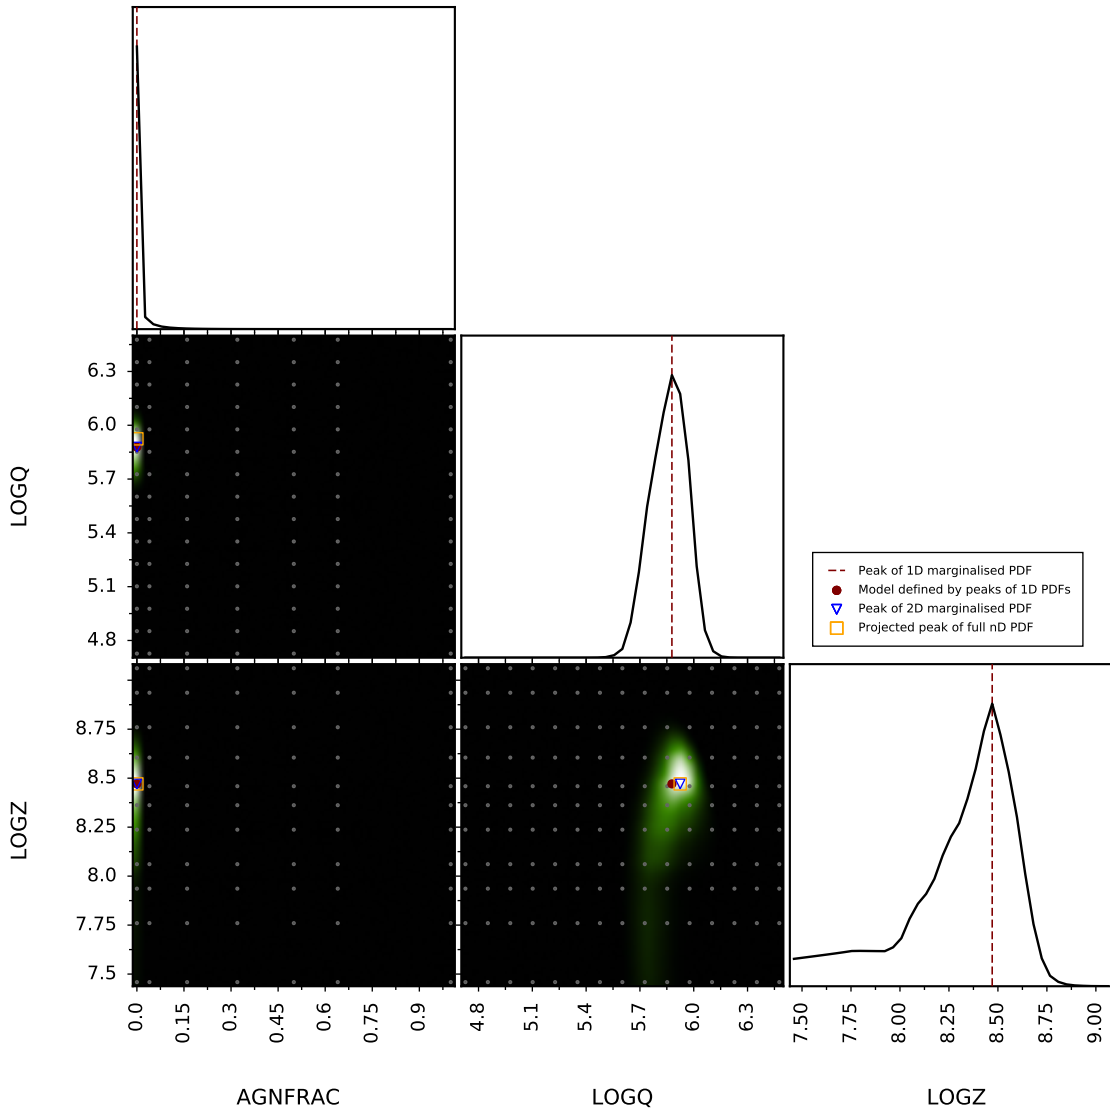 6.3
6.0
5.7
5.4
5.1
4.8
LOGQ
Peak of 1D marginalised PDF
Model defined by peaks of 1D PDFs
Peak of 2D marginalised PDF
Projected peak of full nD PDF
8.75
8.5
8.25
8.0
7.75
7.5
LOGZ
0.0 0.15 0.3 0.45 0.6 0.75 0.9
4.8 5.1 5.4 5.7 6.0 6.3
7.50 7.75 8.00 8.25 8.50 8.75 9.00
AGNFRAC
LOGQ
LOGZ